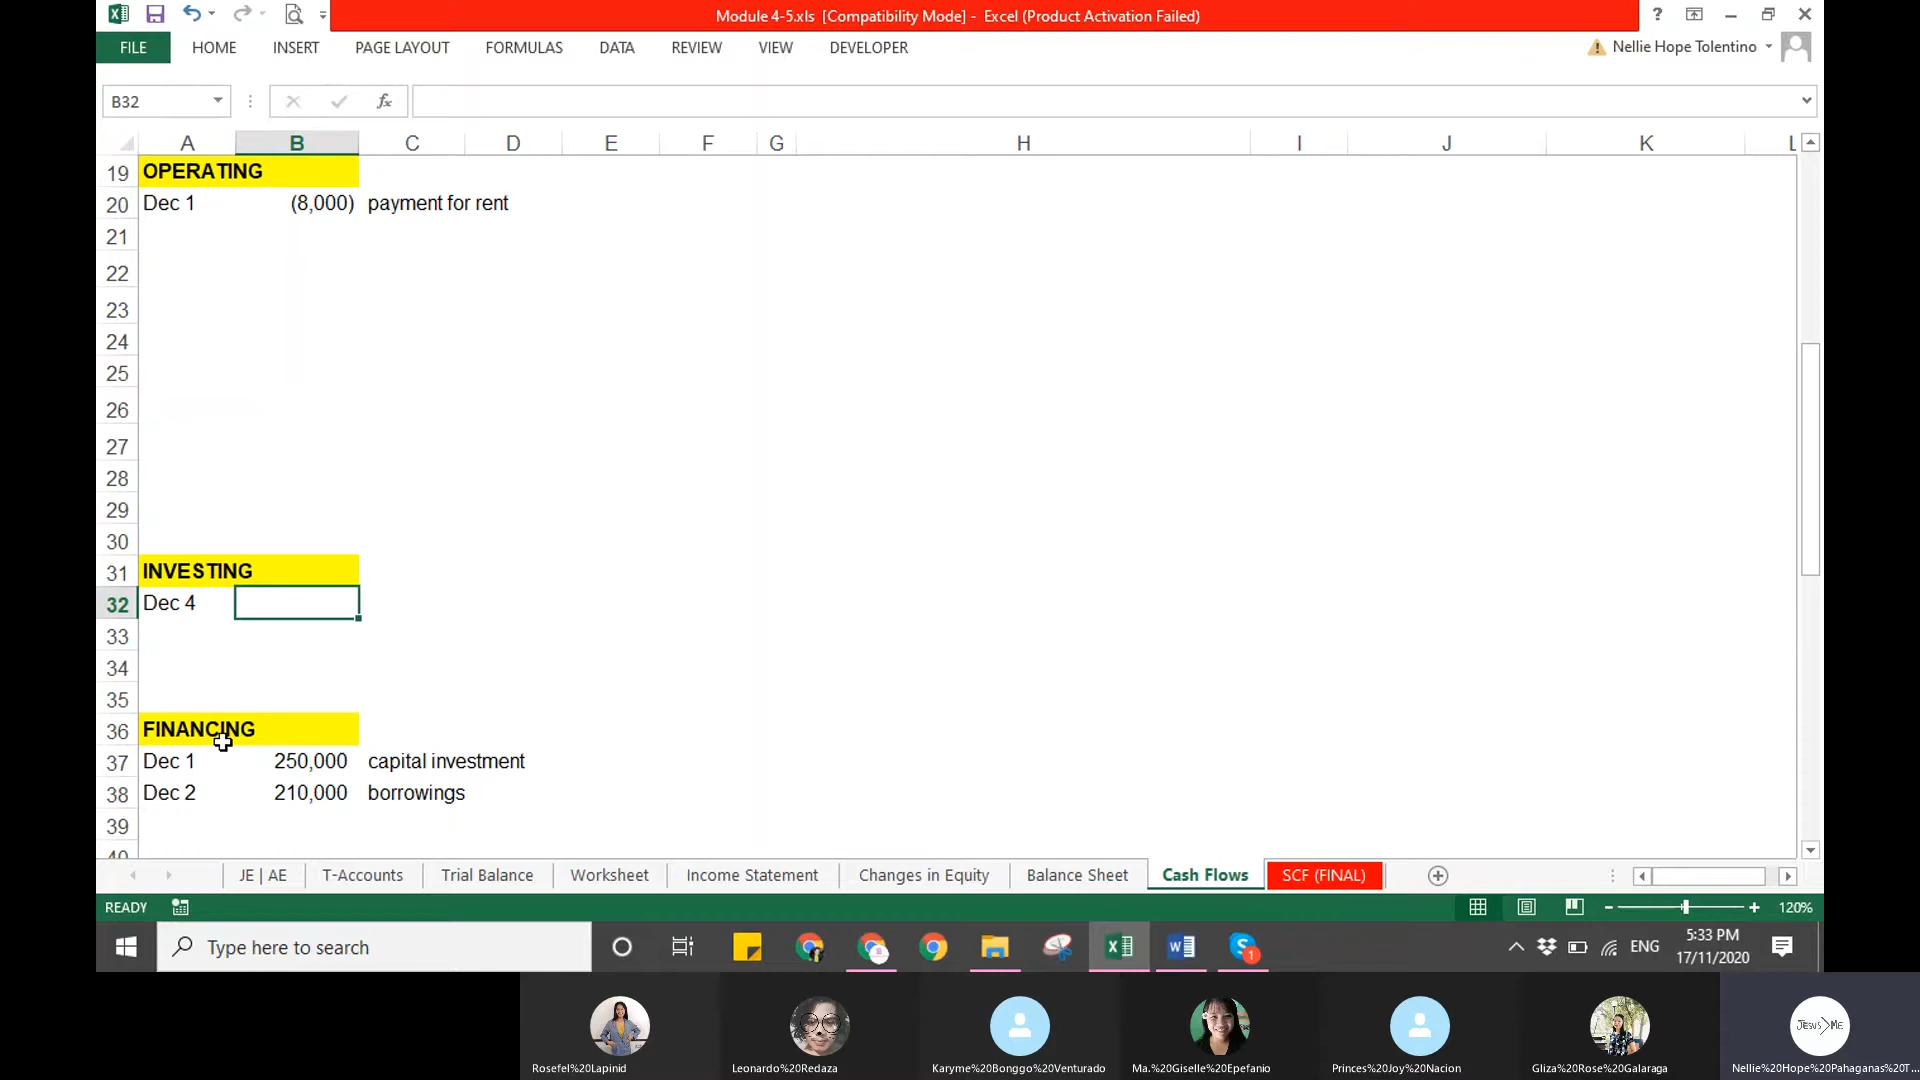 Module 4-5.xls [Compatibility Mode] - Excel (Product Activation Failed)
?
FILE HOME INSERT PAGE LAYOUT FORMULAS DATA REVIEW VIEW DEVELOPER
Nellie Hope Tolentino
B32
fx
A B C D E F G H I J K L
19 OPERATING
20 Dec 1 (8,000) payment for rent
21
22
23
24
25
26
27
28
29
30
31 INVESTING
32 Dec 4
33
34
35
36 FINANCING
37 Dec 1 250,000 capital investment
38 Dec 2 210,000 borrowings
39
40
JE | AE T-Accounts Trial Balance Worksheet Income Statement Changes in Equity Balance Sheet Cash Flows SCF (FINAL)
READY
120%
Type here to search
ENG
5:33 PM
17/11/2020
JESUS>ME
Rosefel%20Lapinid
Leonardo%20Redaza
Karyme%20Bonggo%20Venturado
Ma.%20Giselle%20Epefanio
Princes%20Joy%20Nacion
Gliza%20Rose%20Galaraga
Nellie%20Hope%20Pahaganas%20T...